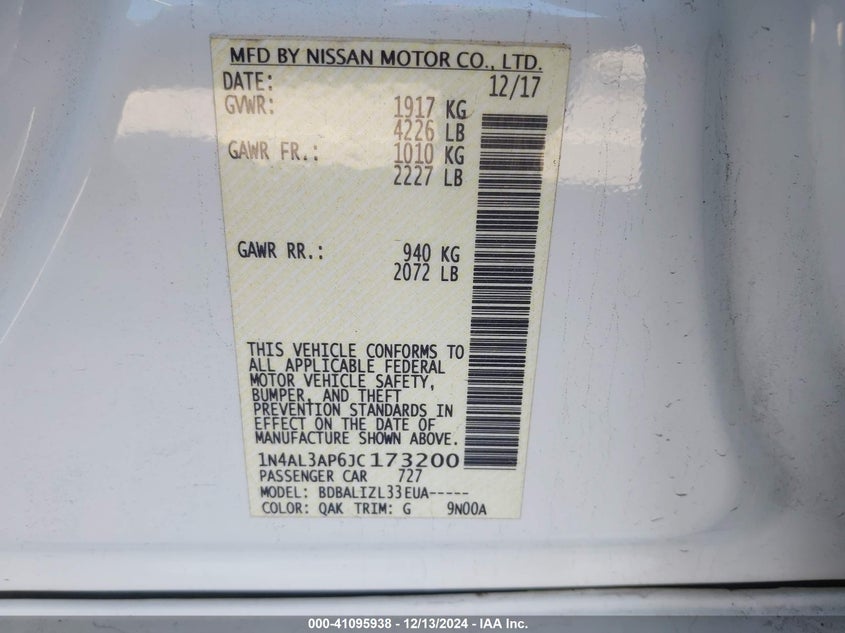 MFD BY NISSAN MOTOR CO., LTD.
DATE: 12/17
GVWR: 1917 KG
4226 LB
GAWR FR.: 1010 KG
2227 LB
GAWR RR.: 940 KG
2072 LB
THIS VEHICLE CONFORMS TO
ALL APPLICABLE FEDERAL
MOTOR VEHICLE SAFETY,
BUMPER, AND THEFT
PREVENTION STANDARDS IN
EFFECT ON THE DATE OF
MANUFACTURE SHOWN ABOVE.
1N4AL3AP6JC173200
PASSENGER CAR 727
MODEL: BDBALIZL33EUA-----
COLOR: QAK TRIM: G 9N00A
000-41095938 - 12/13/2024 - IAA Inc.